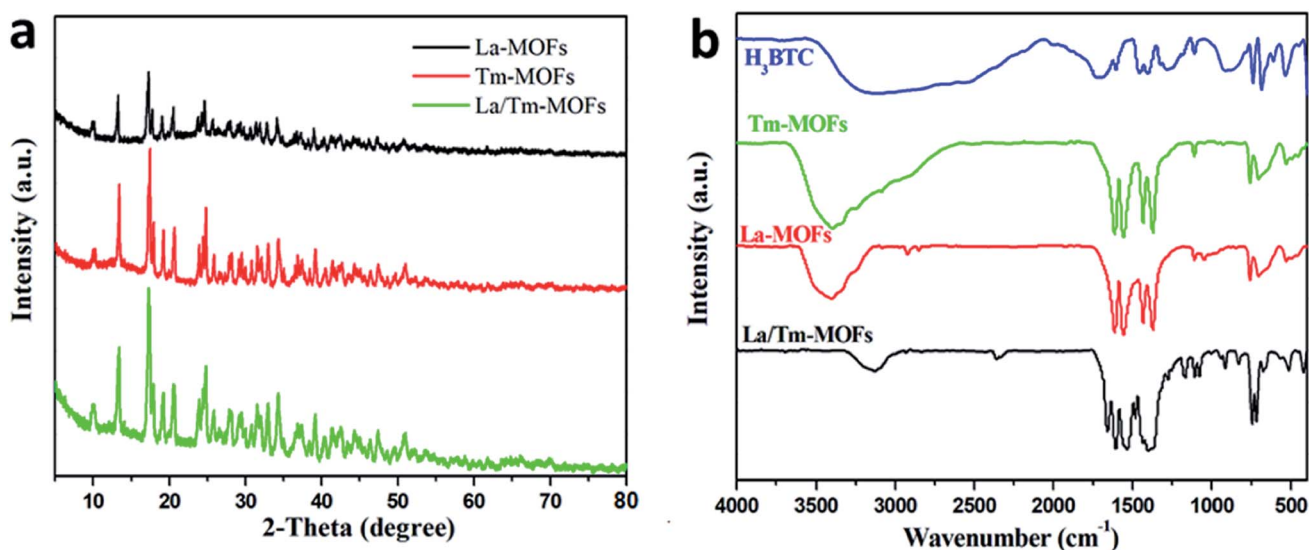 a
La-MOFs
Tm-MOFs
La/Tm-MOFs
Intensity (a.u.)
10 20 30 40 50 60 70 80
2-Theta (degree)
b
H₃BTC
Tm-MOFs
La-MOFs
La/Tm-MOFs
Intensity (a.u.)
4000 3500 3000 2500 2000 1500 1000 500
Wavenumber (cm⁻¹)